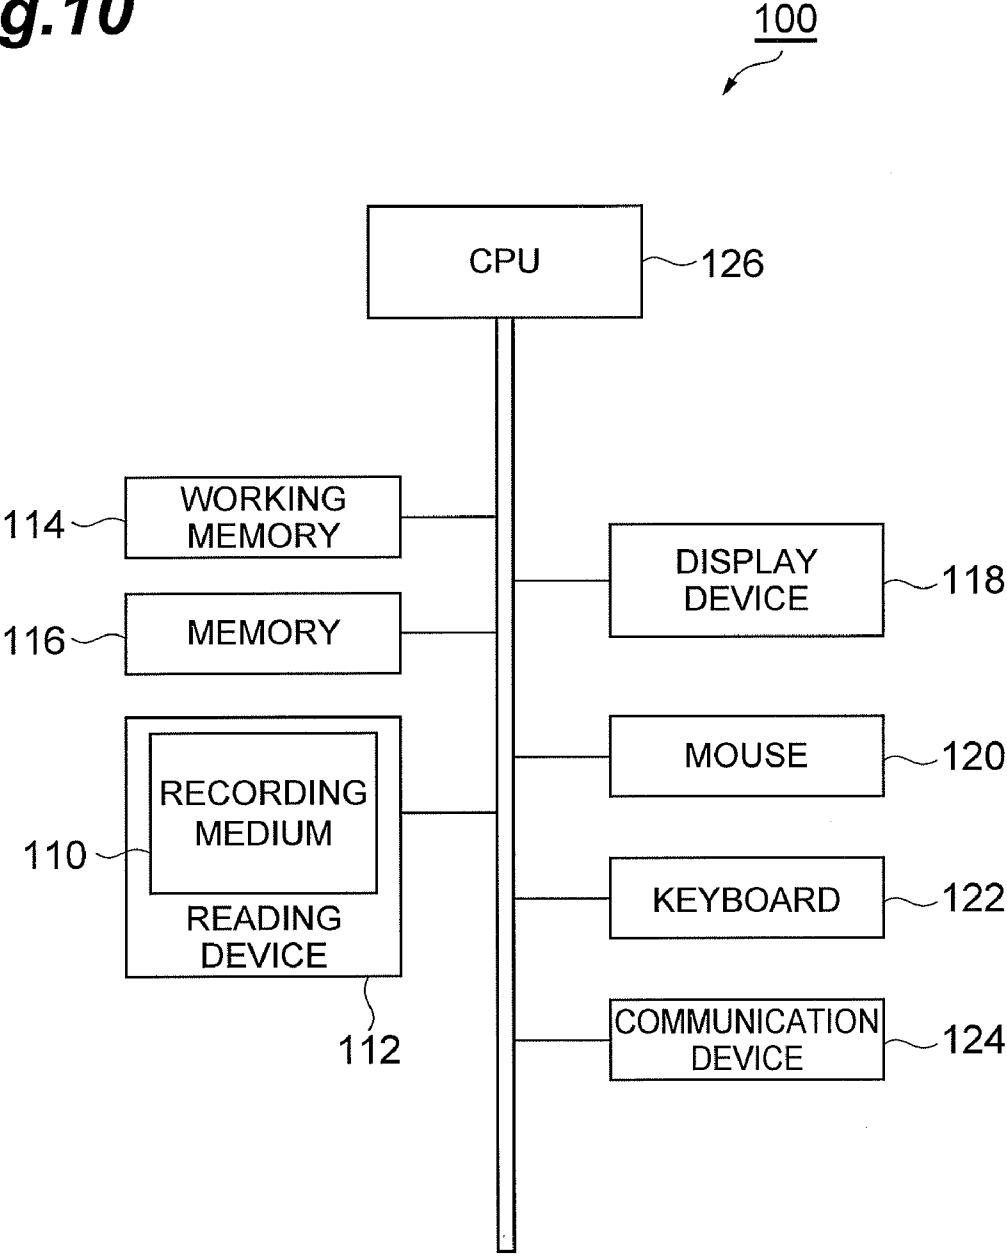 g.10
100
CPU
126
WORKING
MEMORY
114
MEMORY
116
RECORDING
MEDIUM
110
READING
DEVICE
112
DISPLAY
DEVICE
118
MOUSE
120
KEYBOARD
122
COMMUNICATION
DEVICE
124